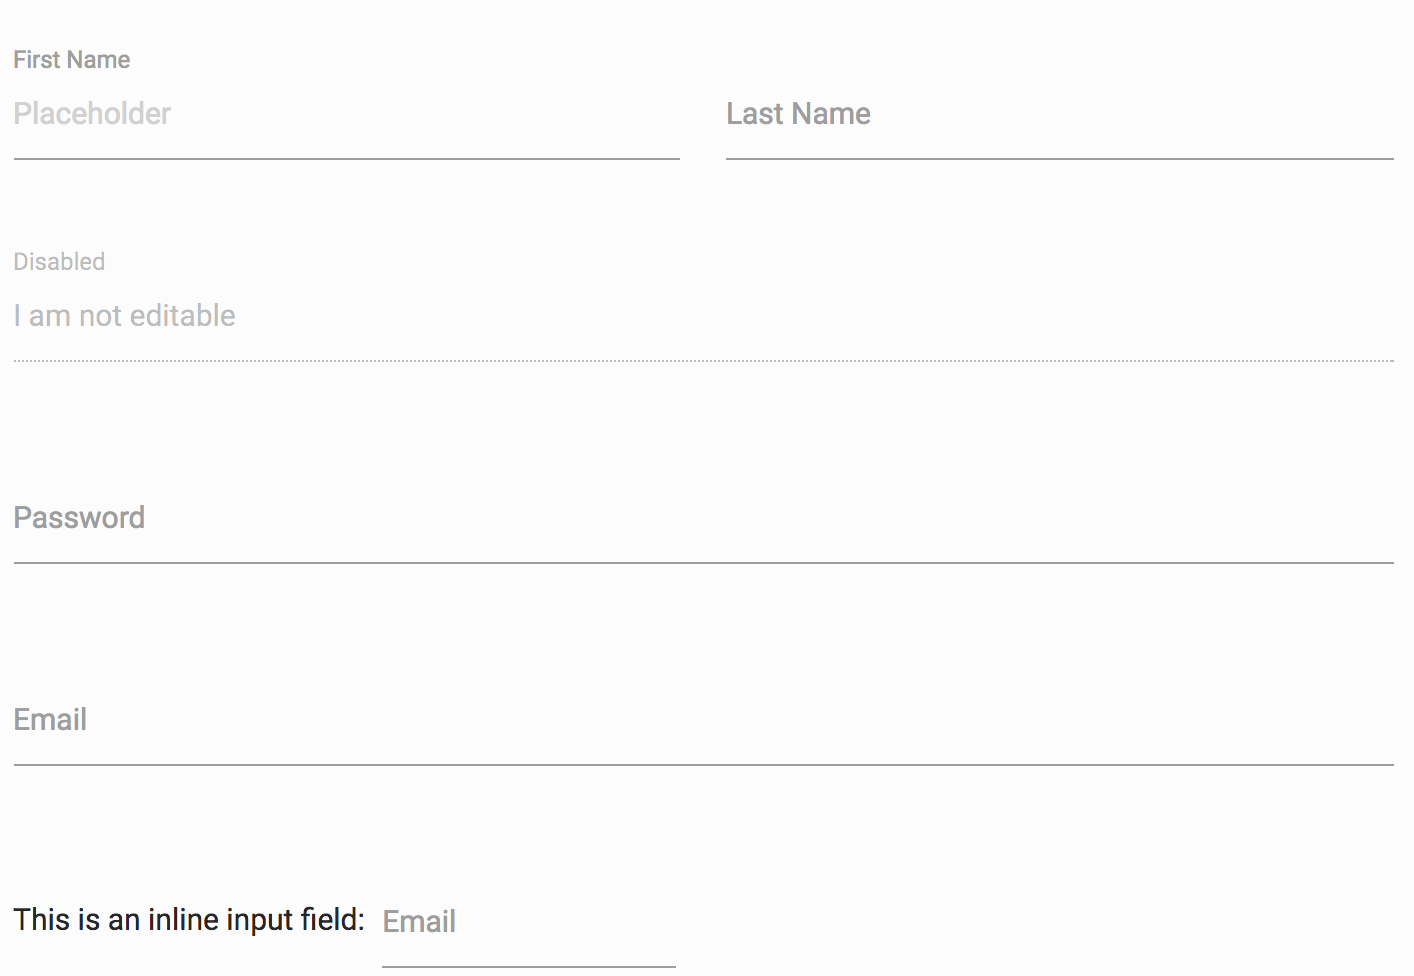 First Name
Placeholder
Last Name
Disabled
I am not editable
Password
Email
This is an inline input field: Email